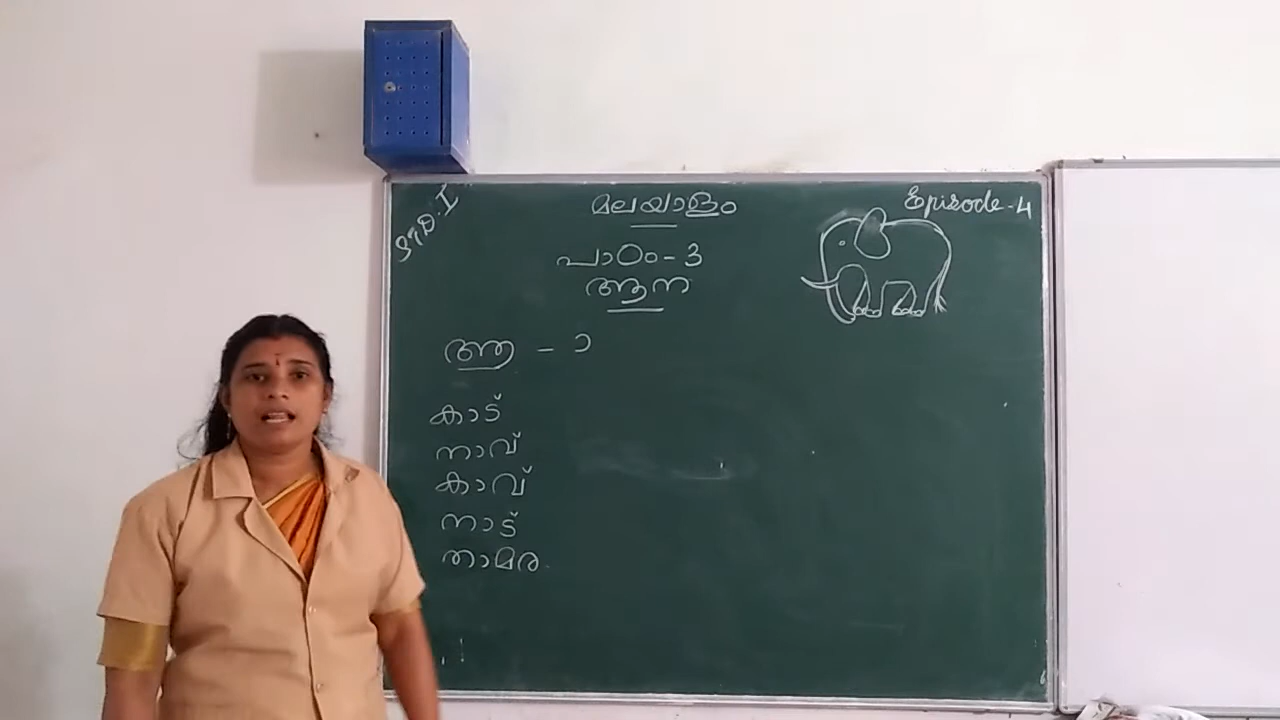 STD. I
മലയാളം
Episode-4
പാഠം-3
ആന
ആ - ാ
കാട്
നാവ്
കാവ്
നാട്
താമര